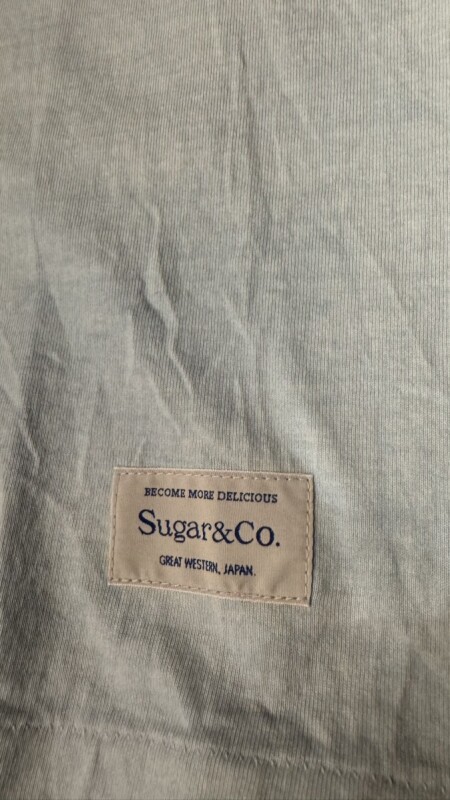 BECOME MORE DELICIOUS
Sugar&Co.
GREAT WESTERN, JAPAN.